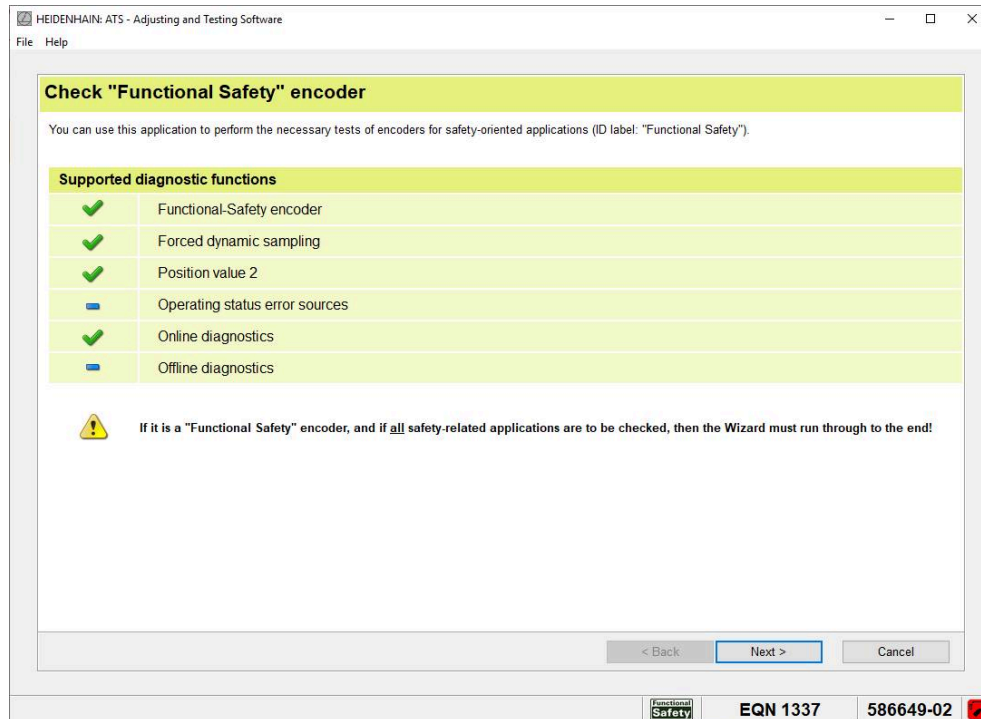 HEIDENHAIN: ATS - Adjusting and Testing Software
File Help
Check "Functional Safety" encoder
You can use this application to perform the necessary tests of encoders for safety-oriented applications (ID label: "Functional Safety").
Supported diagnostic functions
Functional-Safety encoder
Forced dynamic sampling
Position value 2
Operating status error sources
Online diagnostics
Offline diagnostics
If it is a "Functional Safety" encoder, and if all safety-related applications are to be checked, then the Wizard must run through to the end!
< Back Next > Cancel
Functional
Safety EQN 1337 586649-02